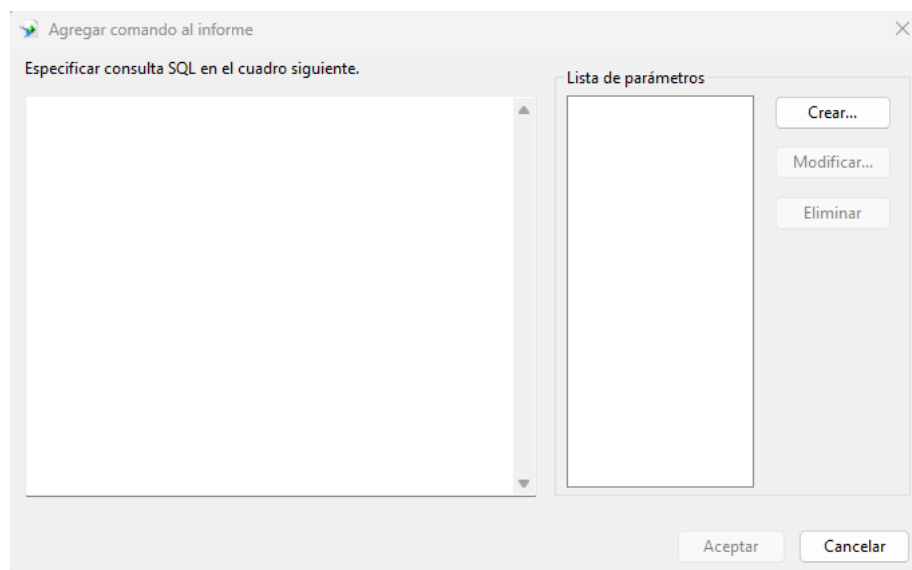 Agregar comando al informe
Especificar consulta SQL en el cuadro siguiente.
Lista de parámetros
Crear...
Modificar...
Eliminar
Aceptar
Cancelar